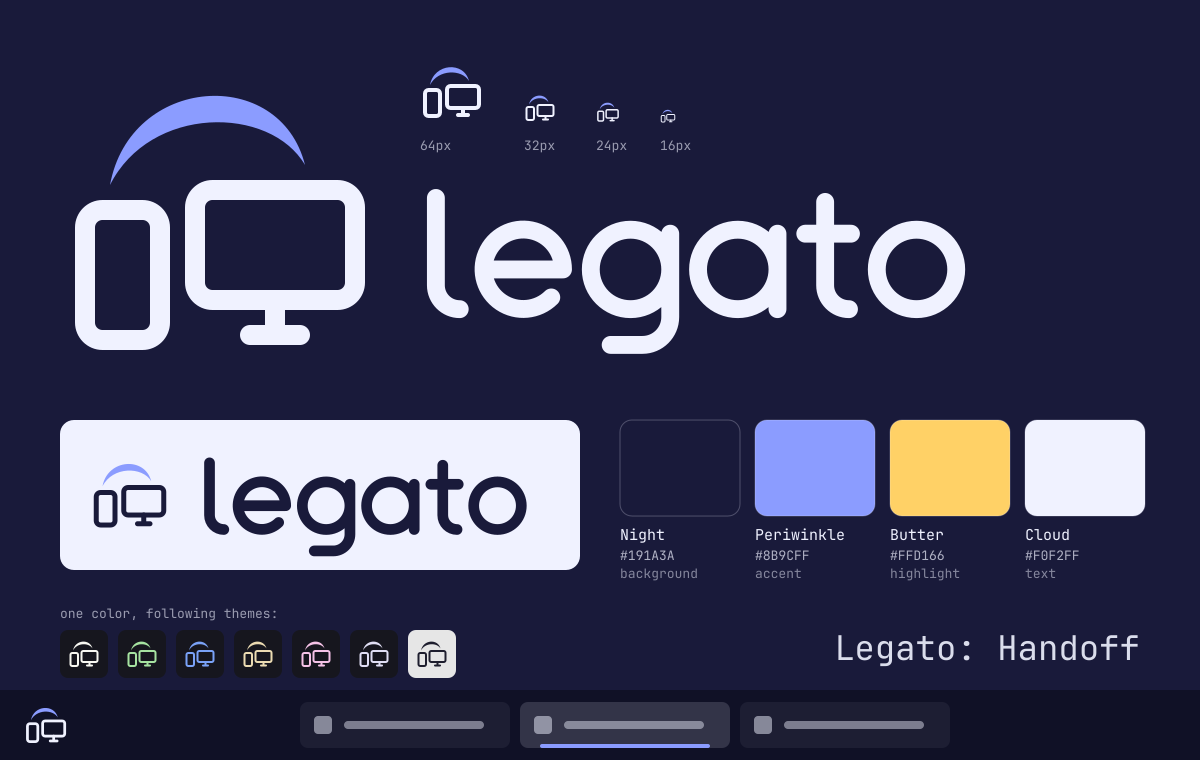 64px
32px
24px
16px
legato
legato
Night
#191A3A
background
Periwinkle
#8B9CFF
accent
Butter
#FFD166
highlight
Cloud
#F0F2FF
text
one color, following themes:
Legato: Handoff